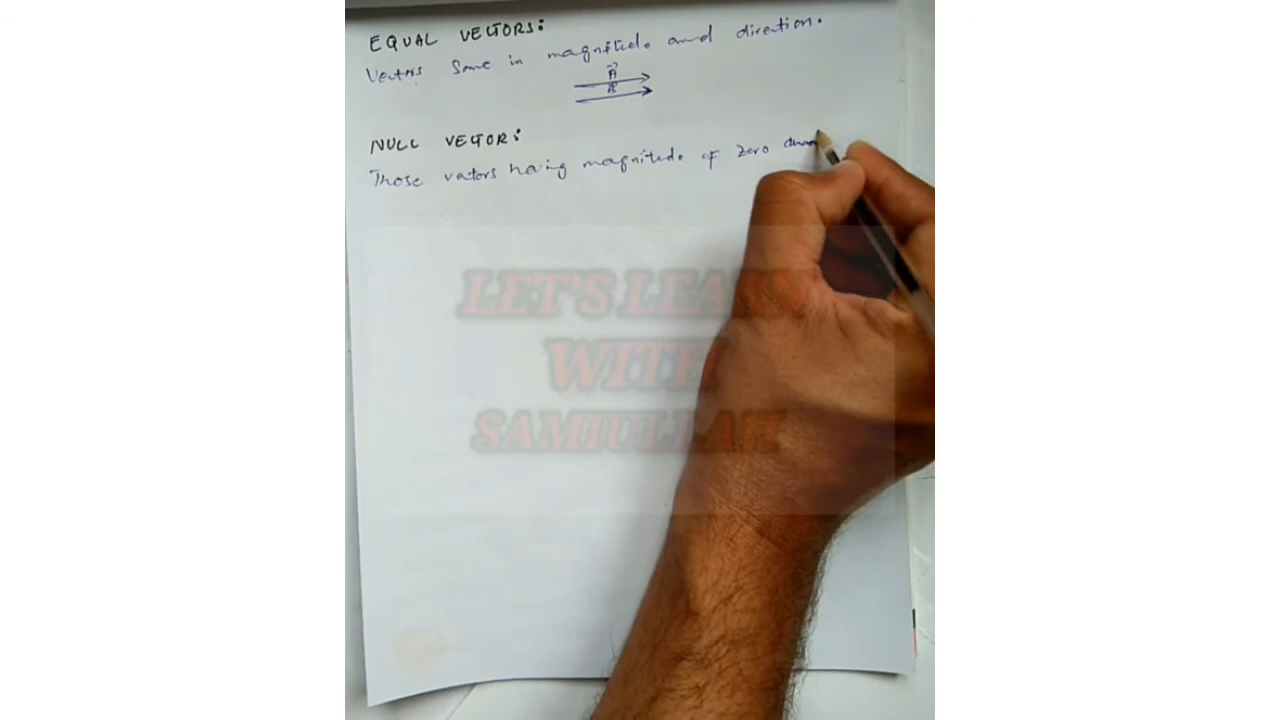 EQUAL VECTORS:
Vectors Same in magnitude and direction.
A
B
NULL VECTOR:
Those vectors having magnitude of Zero
LET'S LEARN
WITH
SAMIULLAH